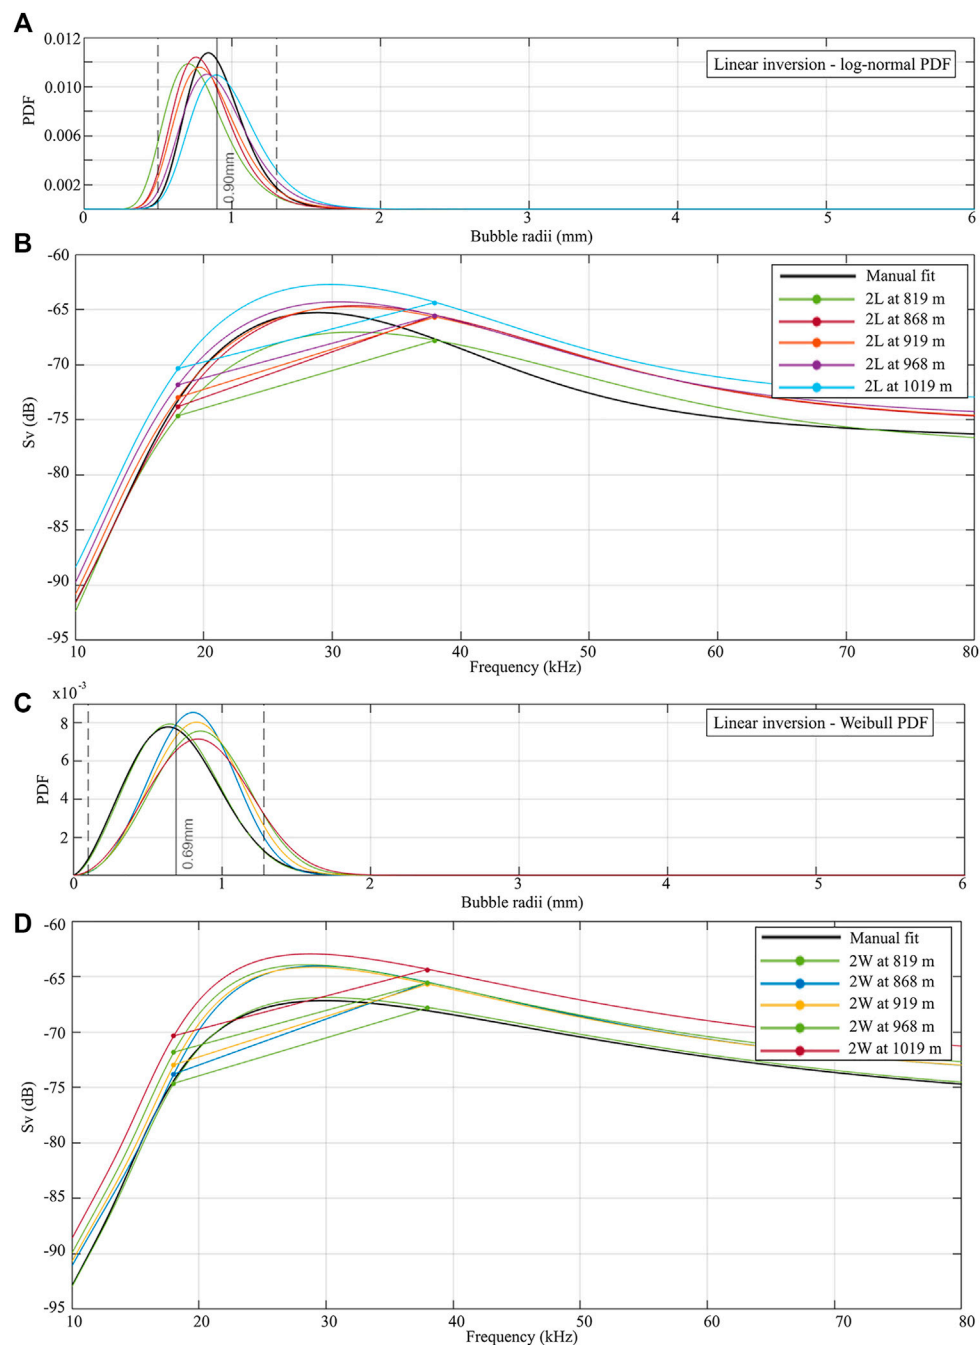 A
0.012
0.010
0.006
0.002
PDF
Linear inversion - log-normal PDF
0.90mm
0 1 2 3 4 5 6
Bubble radii (mm)
B
-60
-65
-70
-75
-80
-85
-90
-95
Sv (dB)
Manual fit
2L at 819 m
2L at 868 m
2L at 919 m
2L at 968 m
2L at 1019 m
10 20 30 40 50 60 70 80
Frequency (kHz)
C
x10-3
8
6
4
2
PDF
Linear inversion - Weibull PDF
0.69mm
0 1 2 3 4 5 6
Bubble radii (mm)
D
-60
-65
-70
-75
-80
-85
-90
-95
Sv (dB)
Manual fit
2W at 819 m
2W at 868 m
2W at 919 m
2W at 968 m
2W at 1019 m
10 20 30 40 50 60 70 80
Frequency (kHz)